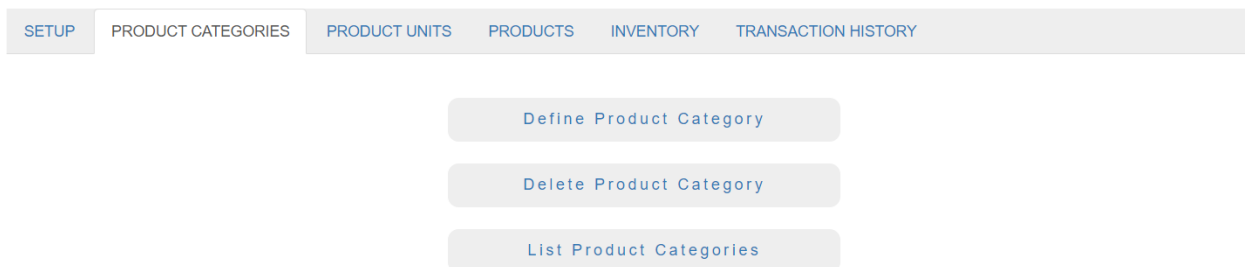 SETUP PRODUCT CATEGORIES PRODUCT UNITS PRODUCTS INVENTORY TRANSACTION HISTORY
Define Product Category
Delete Product Category
List Product Categories